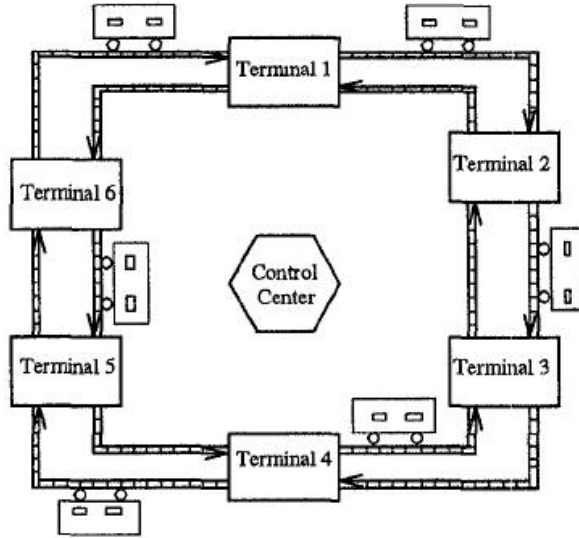 Terminal 1
Terminal 2
Terminal 6
Control
Center
Terminal 5
Terminal 3
Terminal 4